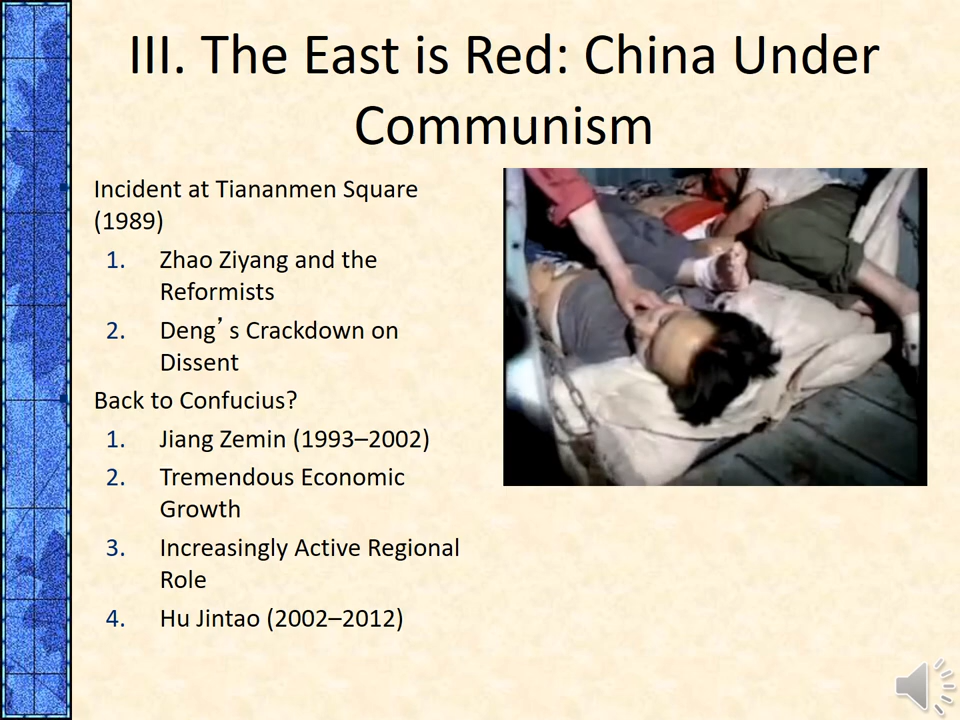 III. The East is Red: China Under
Communism
Incident at Tiananmen Square
(1989)
1. Zhao Ziyang and the
Reformists
2. Deng’s Crackdown on
Dissent
Back to Confucius?
1. Jiang Zemin (1993–2002)
2. Tremendous Economic
Growth
3. Increasingly Active Regional
Role
4. Hu Jintao (2002–2012)